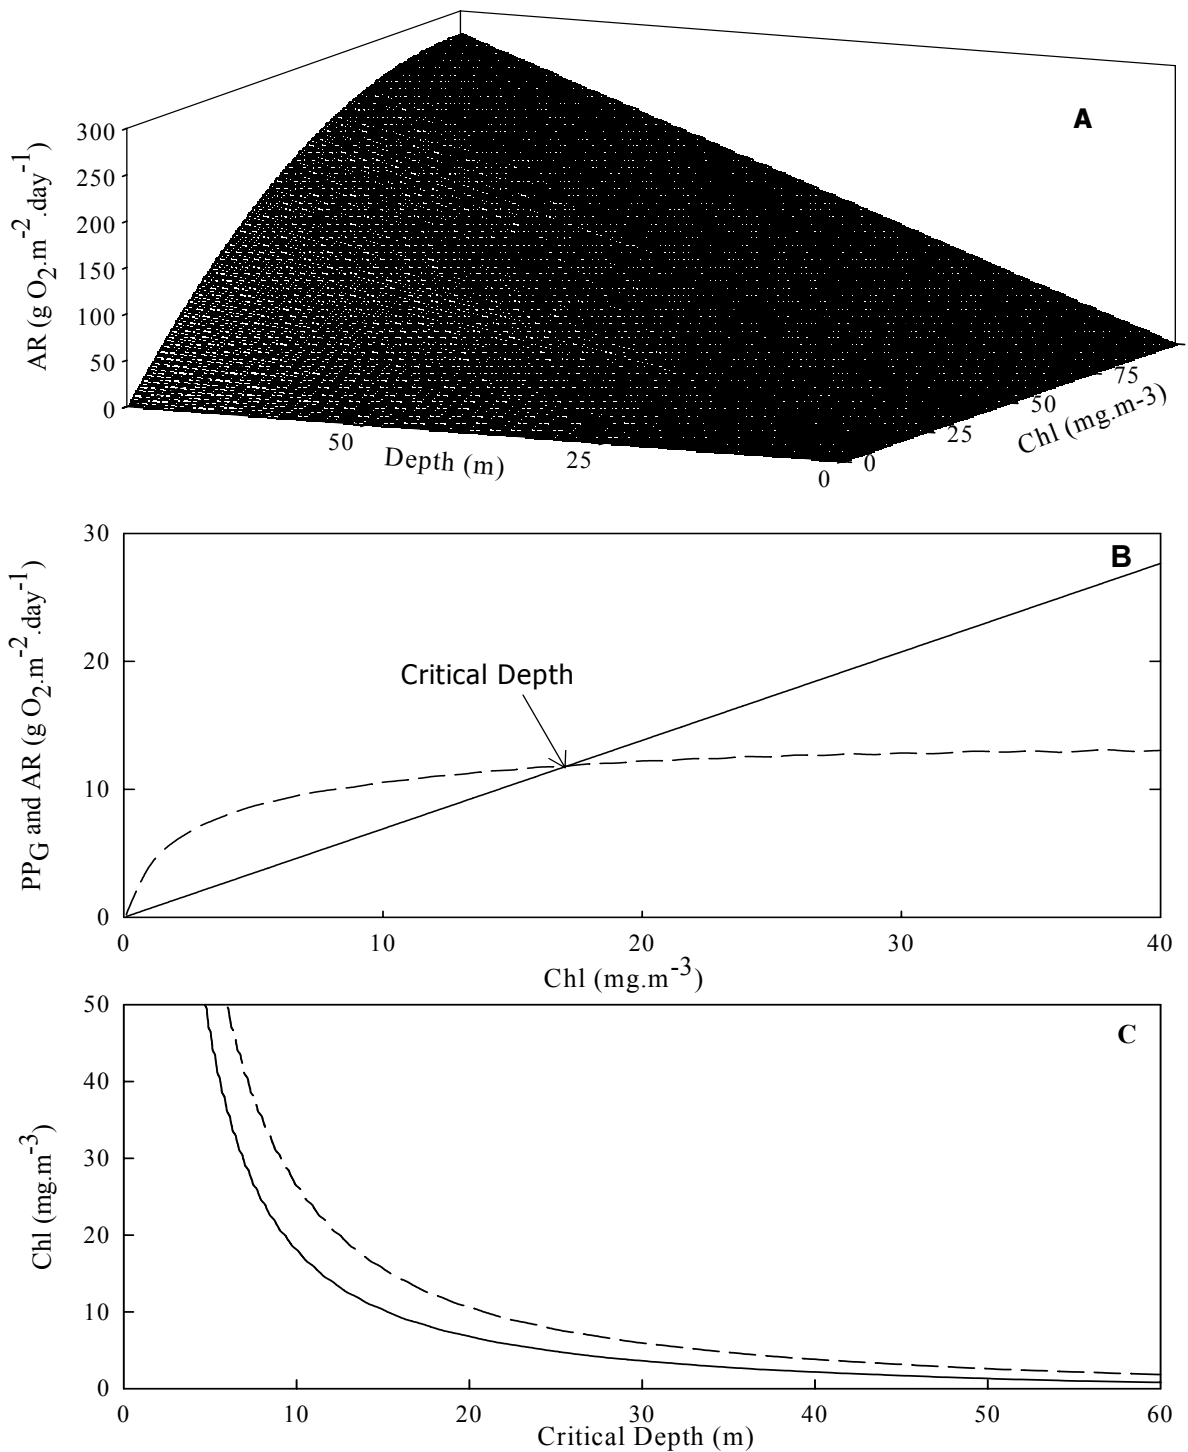 A
300
250
200
150
100
50
0
AR (g O2.m-2.day-1)
50
25
0
Depth (m)
0
25
50
75
Chl (mg.m-3)
B
30
20
10
0
PPG and AR (g O2.m-2.day-1)
Critical Depth
0 10 20 30 40
Chl (mg.m-3)
C
50
40
30
20
10
0
Chl (mg.m-3)
0 10 20 30 40 50 60
Critical Depth (m)